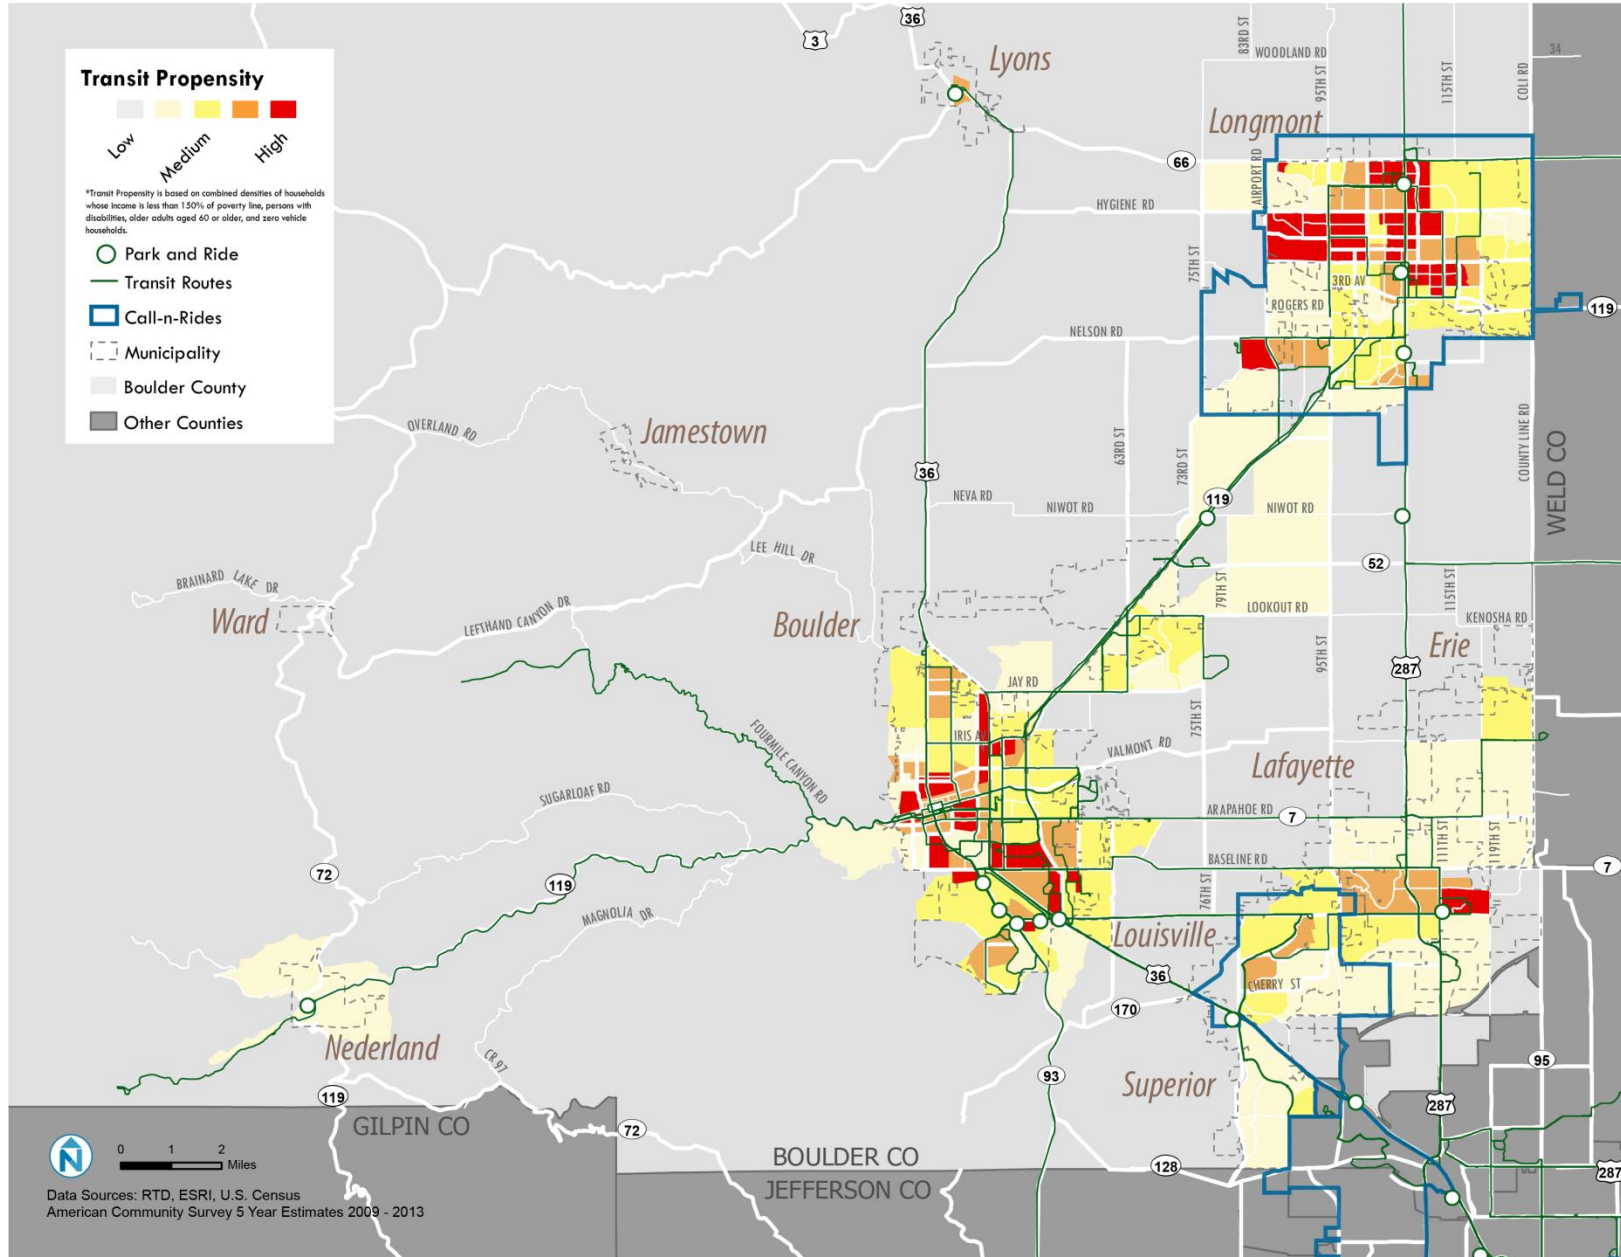 Transit Propensity
Low
Medium
High
*Transit Propensity is based on combined densities of households
whose income is less than 150% of poverty line, persons with
disabilities, older adults aged 60 or older, and zero vehicle
households.
Park and Ride
Transit Routes
Call-n-Rides
Municipality
Boulder County
Other Counties
36
3
Lyons
83RD ST
WOODLAND RD
34
95TH ST
115TH ST
COLI RD
Longmont
66
AIRPORT RD
HYGIENE RD
75TH ST
3RD AV
ROGERS RD
119
NELSON RD
OVERLAND RD
Jamestown
63RD ST
73RD ST
COUNTY LINE RD
WELD CO
36
NEVA RD
NIWOT RD
119
NIWOT RD
LEE HILL DR
52
BRAINARD LAKE DR
Ward
LEFTHAND CANYON DR
Boulder
79TH ST
LOOKOUT RD
115TH ST
KENOSHA RD
95TH ST
Erie
287
JAY RD
75TH ST
FOURMILE CANYON RD
IRIS AV
VALMONT RD
Lafayette
SUGARLOAF RD
ARAPAHOE RD
7
111TH ST
119TH ST
BASELINE RD
7
72
119
76TH ST
MAGNOLIA DR
Louisville
36
CHERRY ST
170
Nederland
CR 97
93
Superior
95
119
GILPIN CO
72
287
BOULDER CO
JEFFERSON CO
128
287
N
0 1 2
Miles
Data Sources: RTD, ESRI, U.S. Census
American Community Survey 5 Year Estimates 2009 - 2013